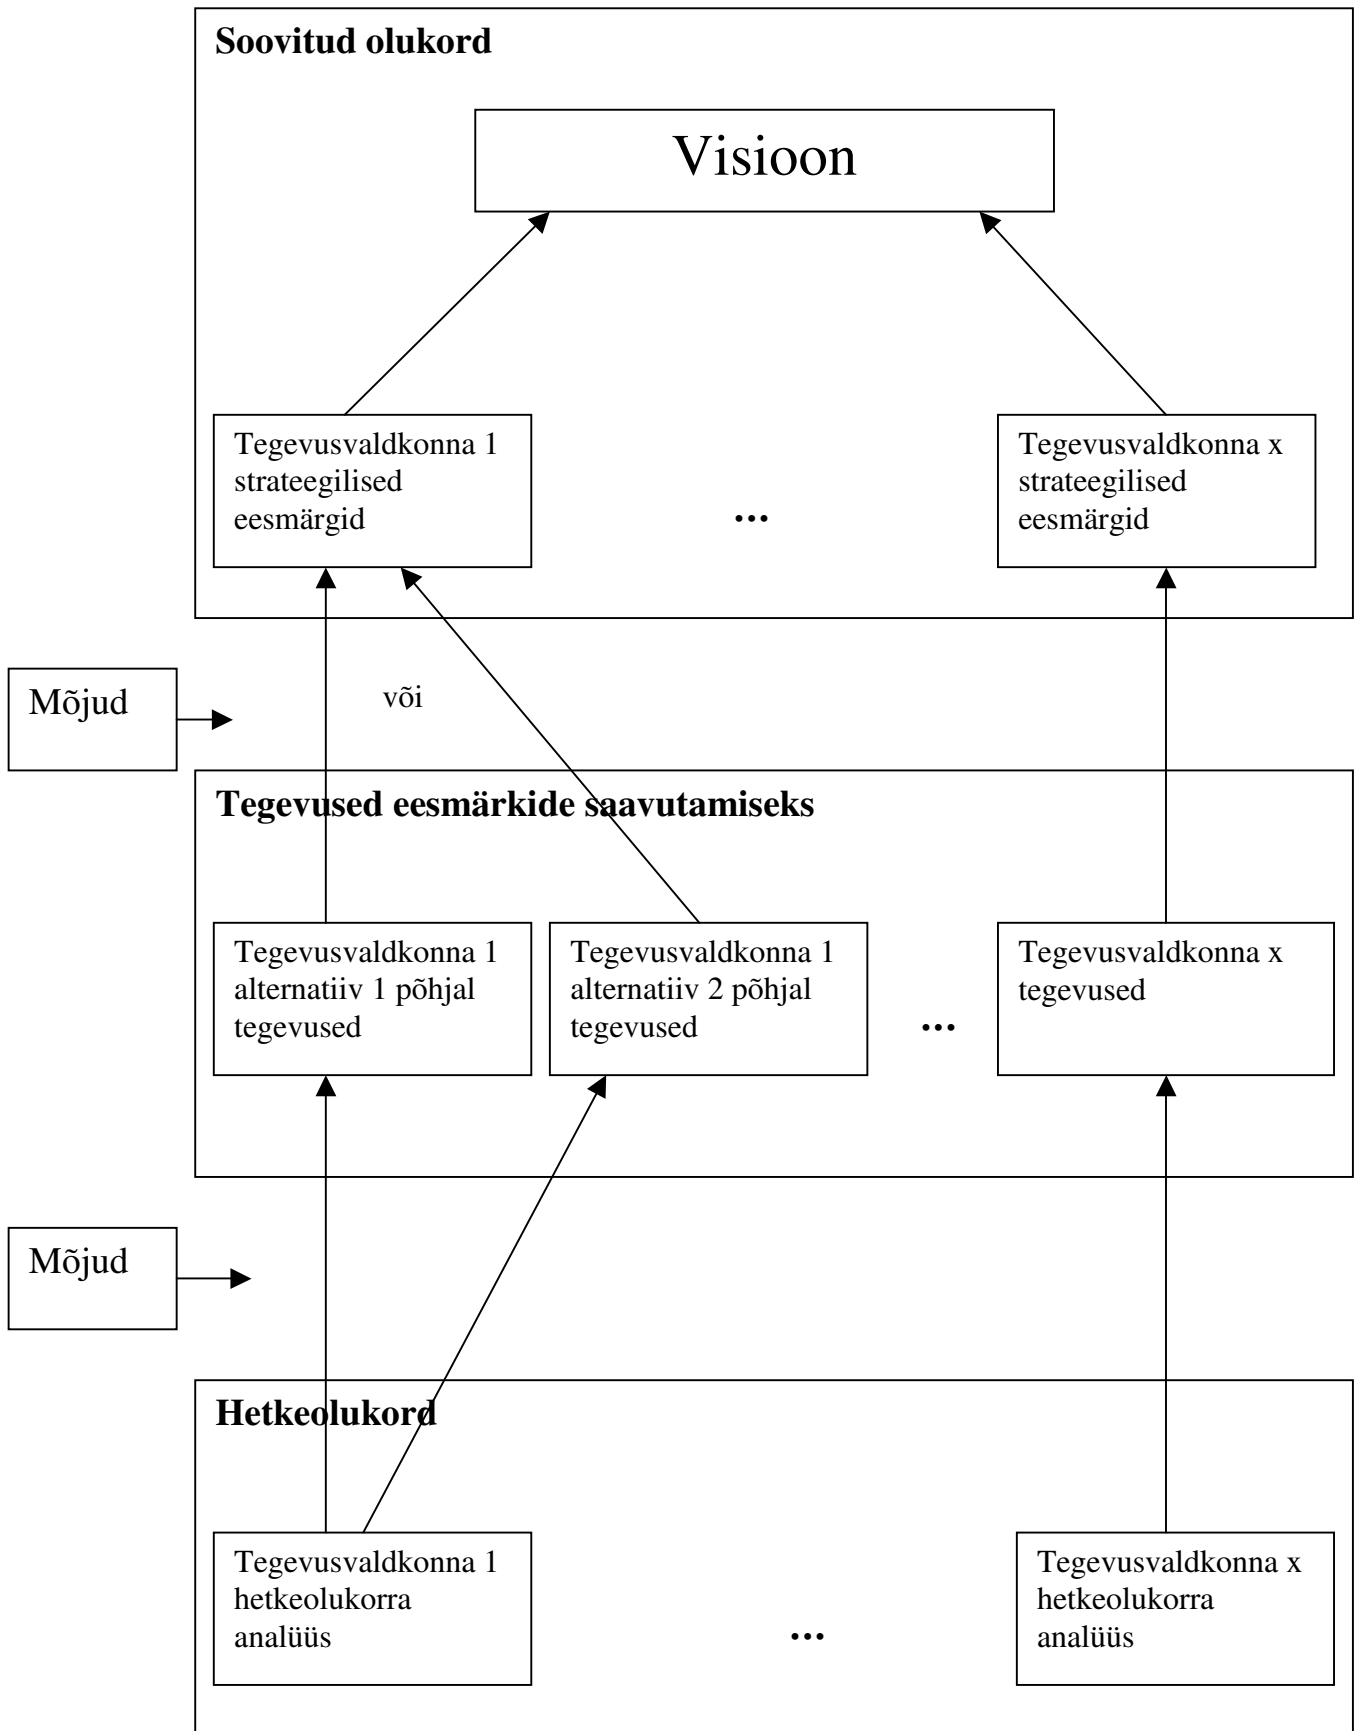 Soovitud olukord
Visioon
Tegevusvaldkonna 1
strateegilised
eesmärgid
...
Tegevusvaldkonna x
strateegilised
eesmärgid
Mõjud
või
Tegevused eesmärkide saavutamiseks
Tegevusvaldkonna 1
alternatiiv 1 põhjal
tegevused
Tegevusvaldkonna 1
alternatiiv 2 põhjal
tegevused
...
Tegevusvaldkonna x
tegevused
Mõjud
Hetkeolukord
Tegevusvaldkonna 1
hetkeolukorra
analüüs
...
Tegevusvaldkonna x
hetkeolukorra
analüüs